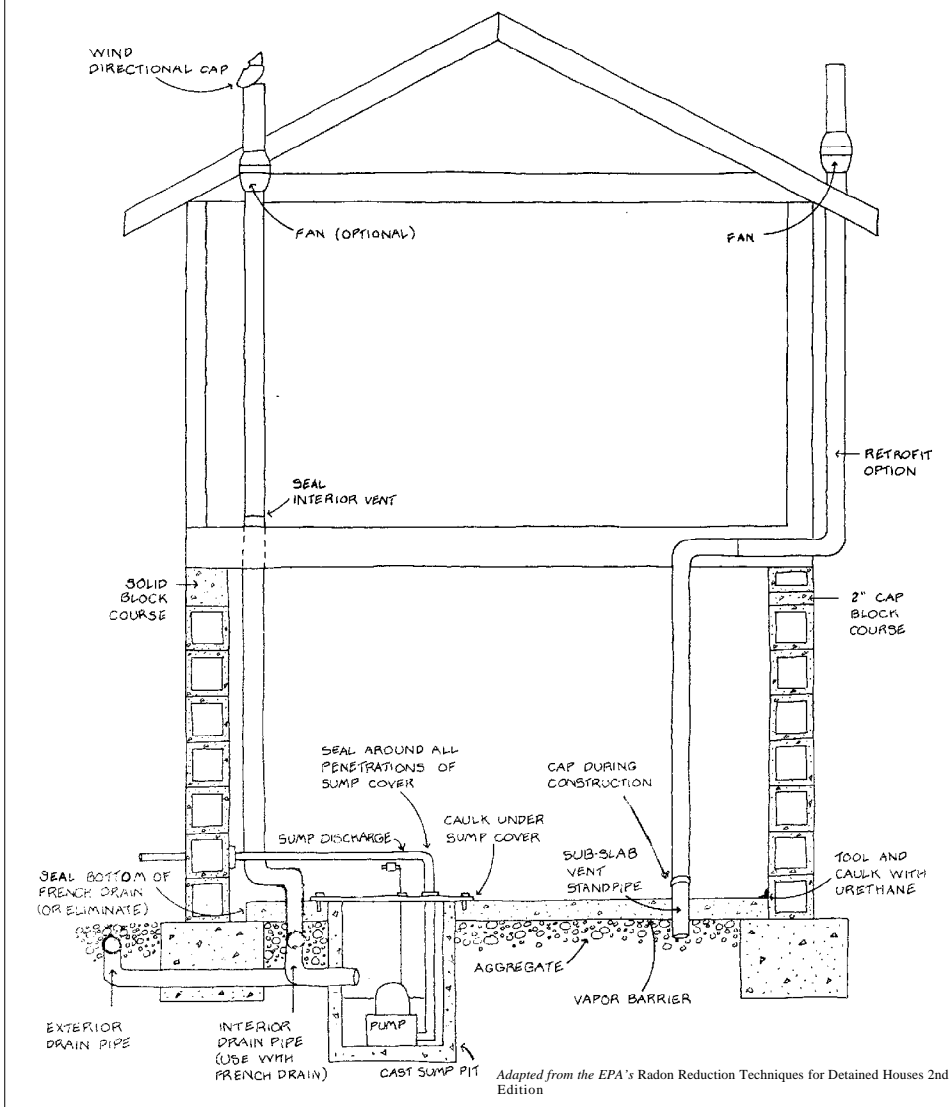 WIND
DIRECTIONAL CAP
FAN (OPTIONAL)
FAN
RETROFIT
OPTION
SEAL
INTERIOR VENT
SOLID
BLOCK
COURSE
2" CAP
BLOCK
COURSE
SEAL AROUND ALL
PENETRATIONS OF
SUMP COVER
CAP DURING
CONSTRUCTION
SUMP DISCHARGE
CAULK UNDER
SUMP COVER
SUB-SLAB
VENT
STANDPIPE
TOOL AND
CAULK WITH
URETHANE
SEAL BOTTOM OF
FRENCH DRAIN
(OR ELIMINATE)
AGGREGATE
VAPOR BARRIER
EXTERIOR
DRAIN PIPE
INTERIOR
DRAIN PIPE
(USE WITH
FRENCH DRAIN)
PUMP
CAST SUMP PIT
Adapted from the EPA's Radon Reduction Techniques for Detained Houses 2nd
Edition